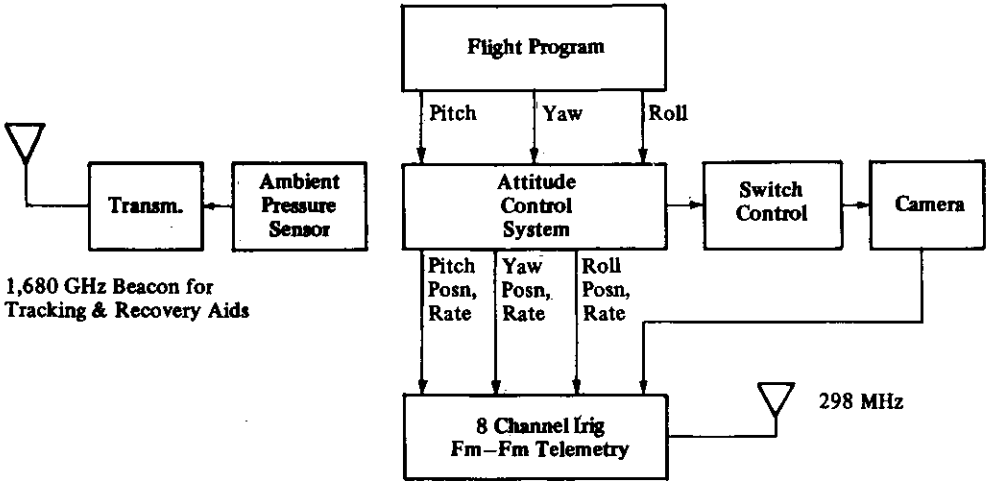 Flight Program
Pitch
Yaw
Roll
Transm.
Ambient
Pressure
Sensor
Attitude
Control
System
Switch
Control
Camera
1,680 GHz Beacon for
Tracking & Recovery Aids
Pitch
Posn,
Rate
Yaw
Posn,
Rate
Roll
Posn,
Rate
8 Channel Irig
Fm–Fm Telemetry
298 MHz